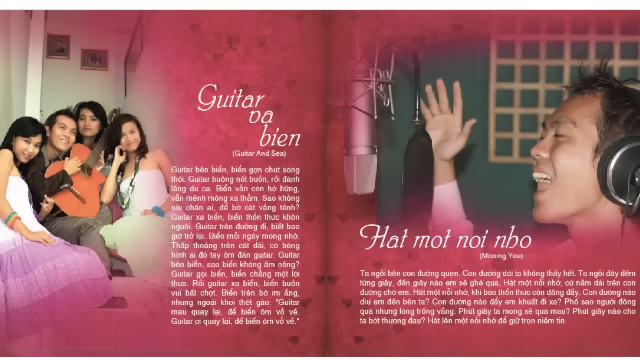 Guitar
va
bien
(Guitar And Sea)
Guitar bên biển, biển gợn chút sóng
thôi. Guitar buông nốt buồn, rồi đành
lãng du ca. Biển vẫn còn hờ hững,
vẫn mênh mông xa thẳm. Sao không
níu chân ai, để bờ cát vắng tênh?
Guitar xa biển, biển thổn thức khôn
nguôi. Guitar trên đường đi, biết bao
giờ trở lại. Biển mỗi ngày mong nhớ.
Thấp thoáng trên cát dài, có bóng
hình ai đó tay ôm đàn guitar. Guitar
bên biển, sao biển không ấm nồng?
Guitar gọi biển, biển chẳng một lời
thưa. Rồi guitar xa biển, biển buồn
vui bất chợt. Biển trên bờ im ắng,
nhưng ngoài khơi thét gào: "Guitar
mau quay lại, để biển ôm vỗ về.
Guitar ơi quay lại, để biển ôm vỗ về."
Hat mot noi nho
(Missing You)
Ta ngồi bên con đường quen. Con đường dài ta không thấy hết. Ta ngồi đây đếm
từng giây, đến giây nào em sẽ ghé qua. Hát một nỗi nhớ, cứ nằm dài trên con
đường chờ em. Hát một nỗi nhớ, khi bao thổn thức còn dâng đầy. Con đường nào
dìu em đến bên ta? Con đường nào đẩy em khuất đi xa? Phố sao người đông
quá nhưng lòng trống vắng. Phút giây ta mong sẽ qua mau? Phút giây nào cho
ta bớt thương đau? Hát lên một nỗi nhớ để giữ trọn niềm tin.